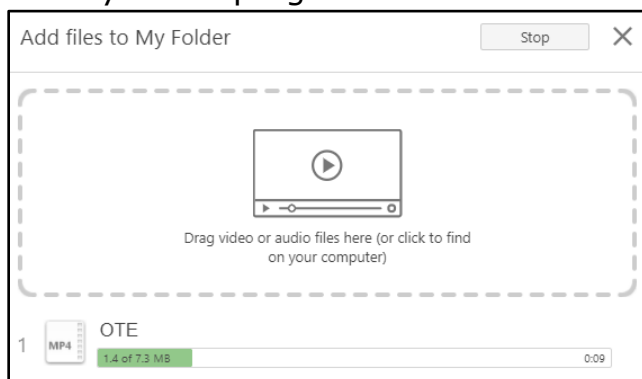 Add files to My Folder
Stop
Drag video or audio files here (or click to find
on your computer)
1
MP4
OTE
1.4 of 7.3 MB
0:09